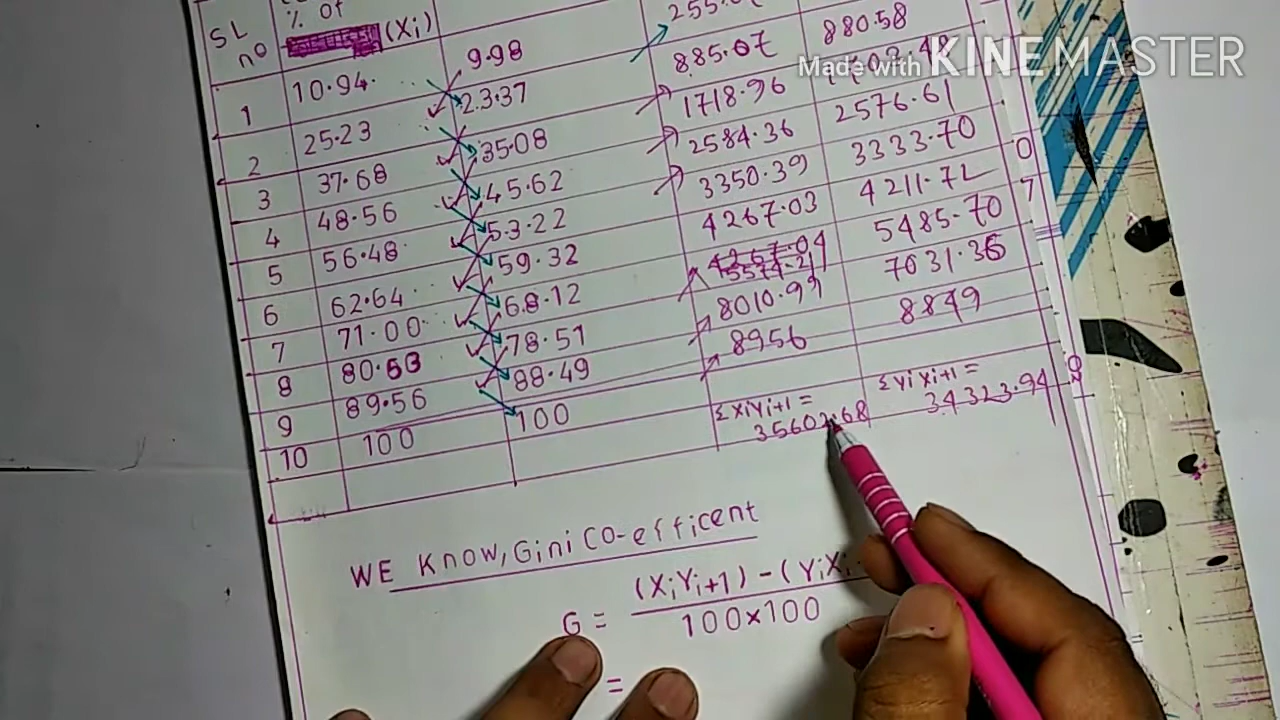 % of
SL no (Xi)
255.
1 10.94 9.98 885.07 880.58
2 25.23 23.37 1718.96
3 37.68 35.08 2584.36 2576.61
4 48.56 45.62 3350.39 3333.70
5 56.48 53.22 4267.03 4211.72
6 62.64 59.32 5485.70
7 71.00 68.12 8010.99 7031.36
8 80.53 78.51 8956 8849
9 89.56 88.49 ΣXiYi+1 = 35602.68 ΣYiXi+1 = 34323.94
10 100 100
WE Know, Gini CO-efficent
G = (XiYi+1) - (YiXi
100×100
=
Made with KINEMASTER